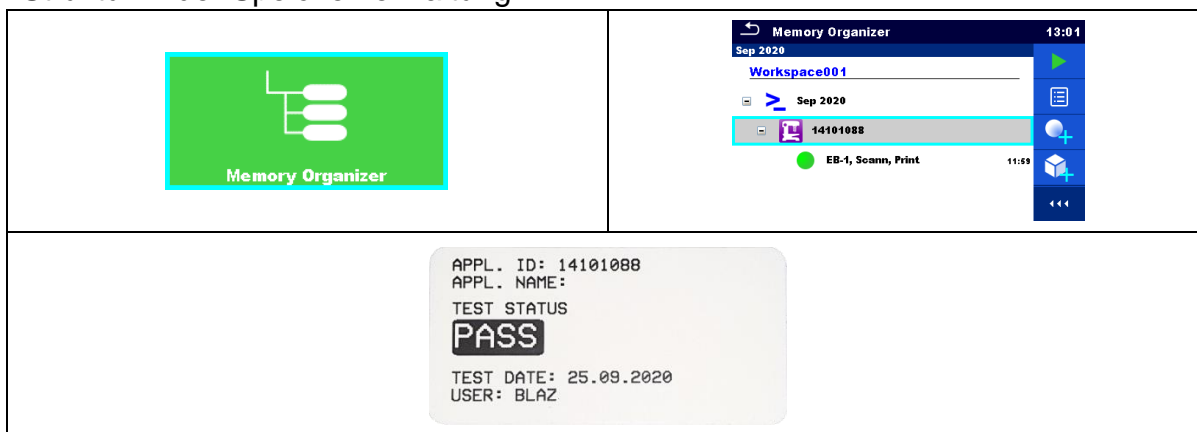 Memory Organizer
Memory Organizer 13:01
Sep 2020
Workspace001
Sep 2020
14101088
EB-1, Scann, Print 11:59
APPL. ID: 14101088
APPL. NAME:
TEST STATUS
PASS
TEST DATE: 25.09.2020
USER: BLAZ